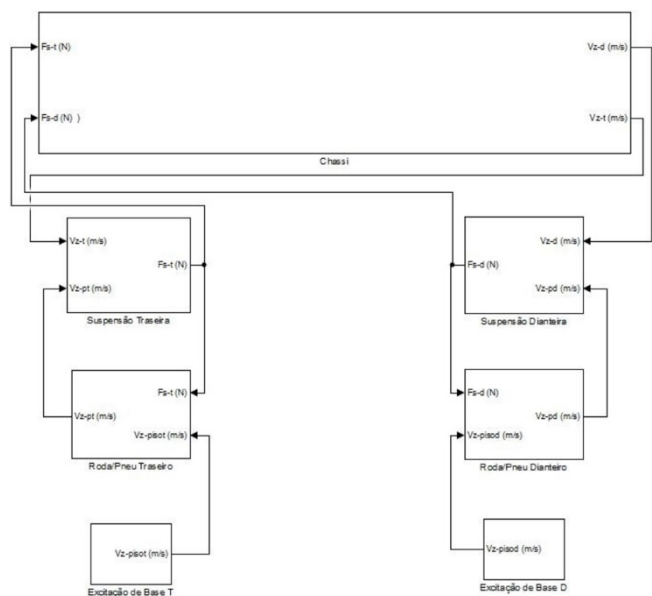 Fs-t (N)
Vz-d (m/s)
Fs-d (N) )
Vz-t (m/s)
Chassi
Vz-t (m/s)
Fs-t (N)
Vz-pt (m/s)
Suspensão Traseira
Vz-d (m/s)
Fs-d (N)
Vz-pd (m/s)
Suspensão Dianteira
Fs-t (N)
Vz-pt (m/s)
Vz-pisot (m/s)
Roda/Pneu Traseiro
Fs-d (N)
Vz-pd (m/s)
Vz-pisod (m/s)
Roda/Pneu Dianteiro
Vz-pisot (m/s)
Excitação de Base T
Vz-pisod (m/s)
Excitação de Base D